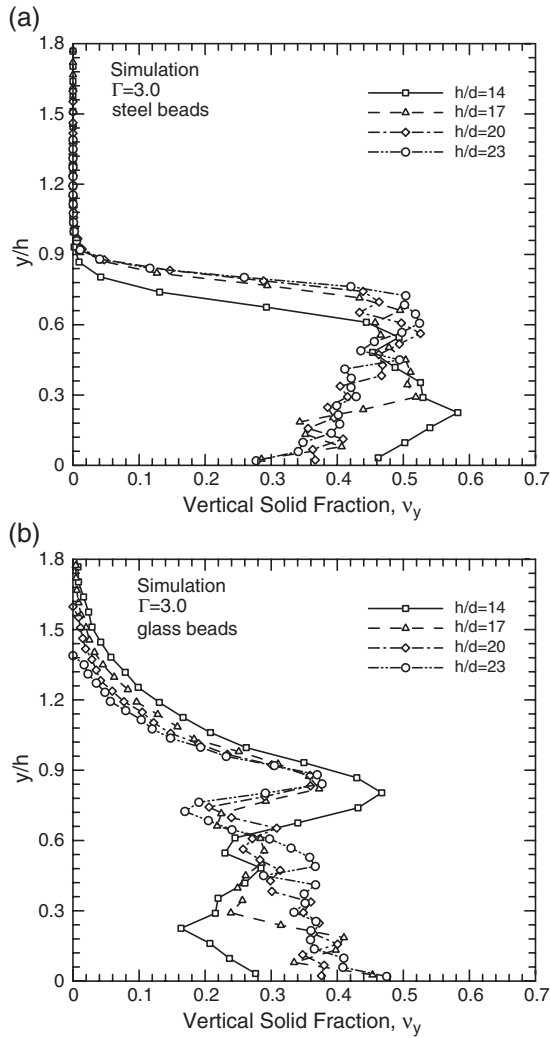 (a)
1.8
Simulation
Γ=3.0
steel beads
h/d=14
h/d=17
h/d=20
h/d=23
1.5
1.2
y/h
0.9
0.6
0.3
0
0 0.1 0.2 0.3 0.4 0.5 0.6 0.7
Vertical Solid Fraction, νy
(b)
1.8
Simulation
Γ=3.0
glass beads
h/d=14
h/d=17
h/d=20
h/d=23
1.5
1.2
y/h
0.9
0.6
0.3
0
0 0.1 0.2 0.3 0.4 0.5 0.6 0.7
Vertical Solid Fraction, νy